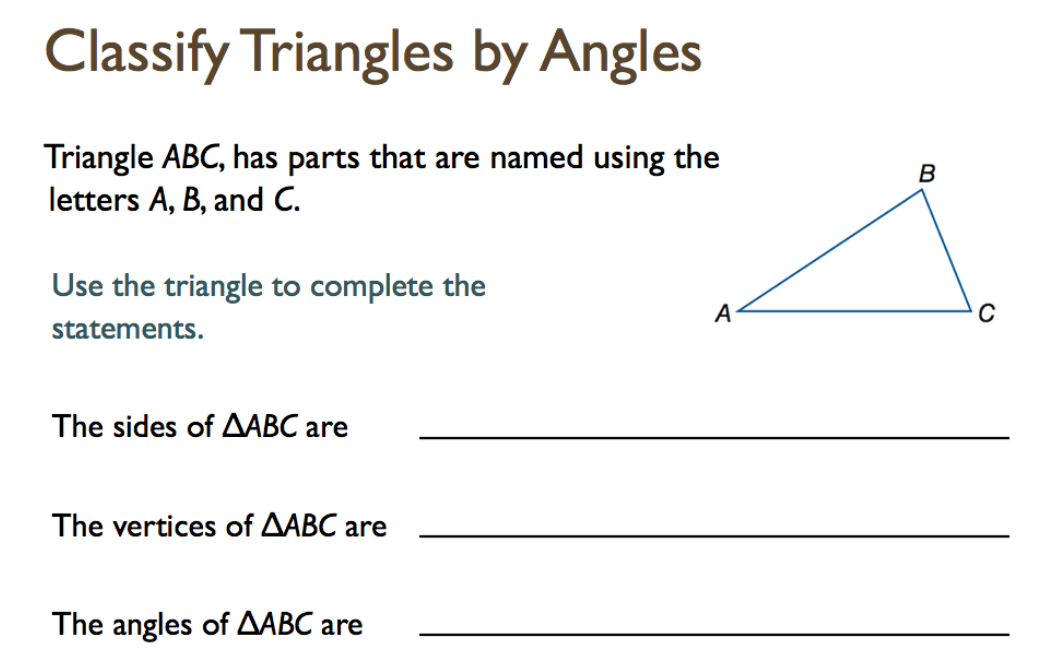 Classify Triangles by Angles
Triangle ABC, has parts that are named using the
letters A, B, and C.
B
Use the triangle to complete the
statements.
A
C
The sides of ΔABC are
The vertices of ΔABC are
The angles of ΔABC are